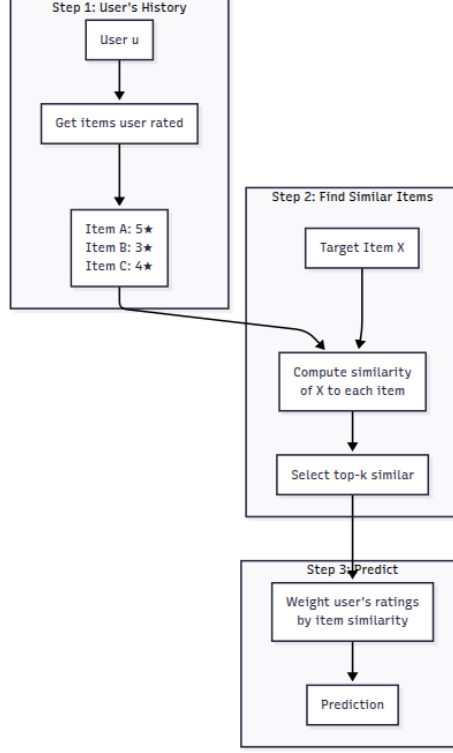 Step 1: User's History
User u
Get items user rated
Item A: 5★
Item B: 3★
Item C: 4★
Step 2: Find Similar Items
Target Item X
Compute similarity
of X to each item
Select top-k similar
Step 3: Predict
Weight user's ratings
by item similarity
Prediction